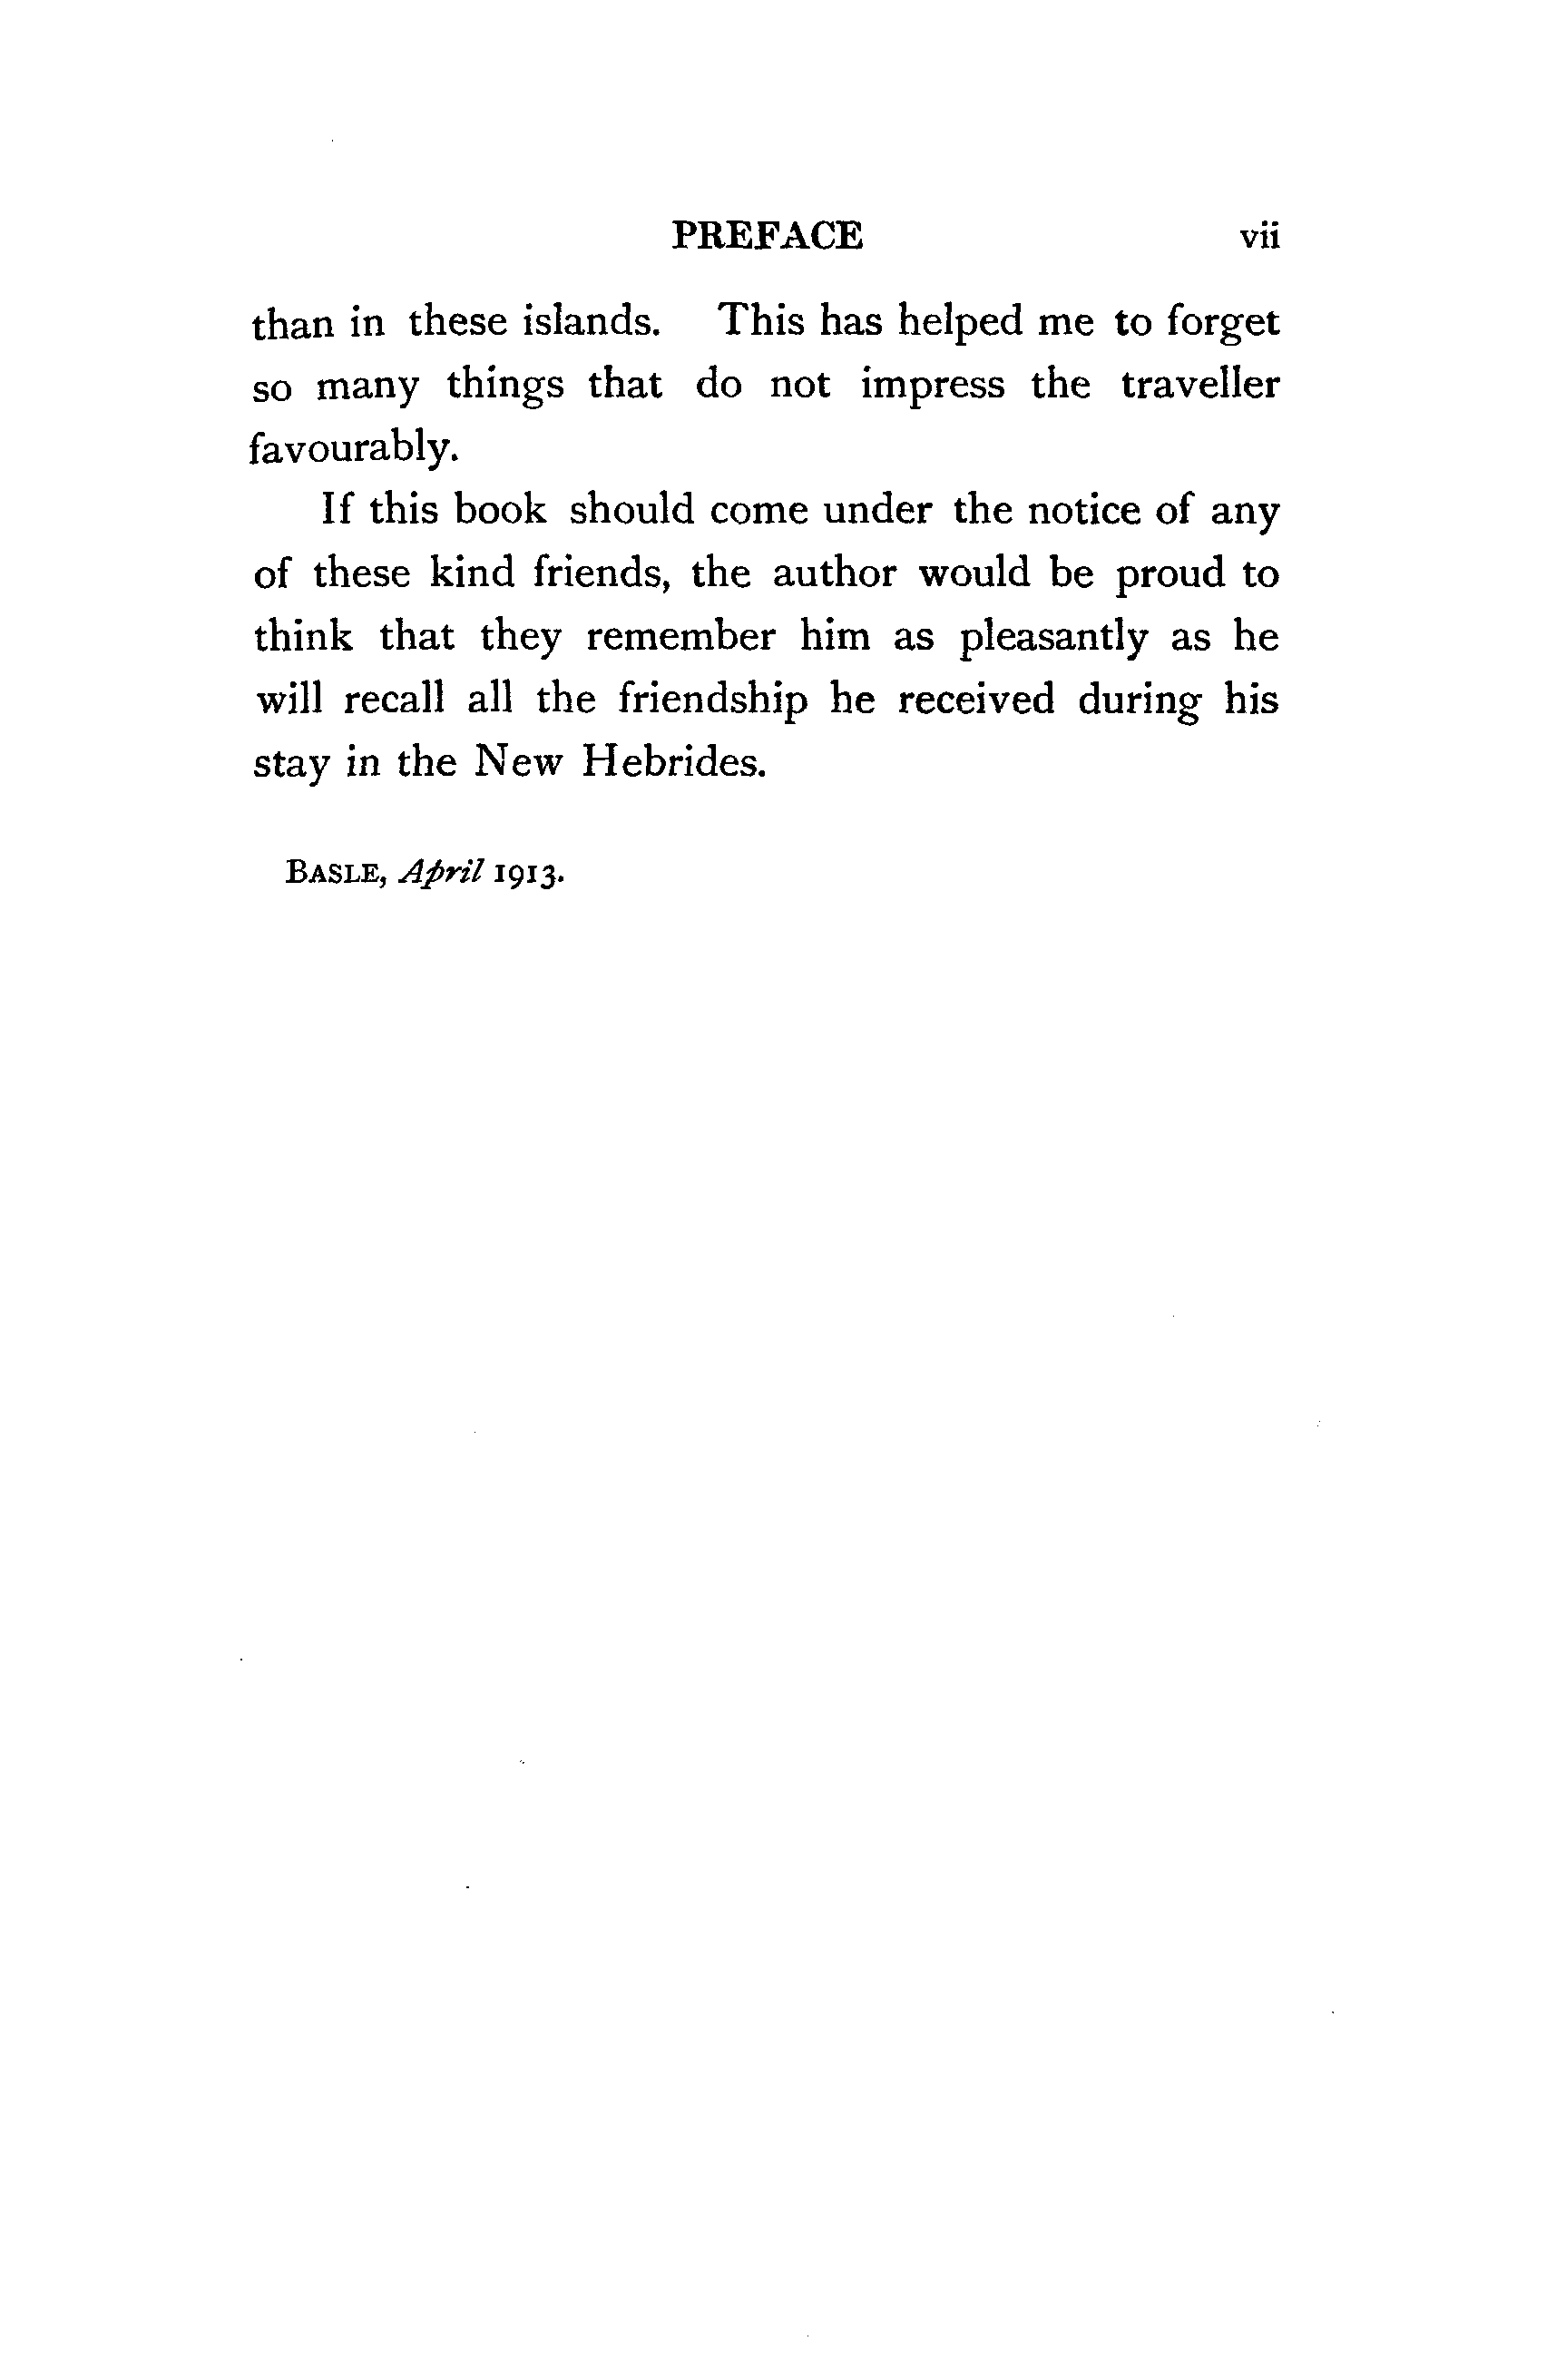 PREFACE vii
than in these islands. This has helped me to forget
so many things that do not impress the traveller
favourably.
If this book should come under the notice of any
of these kind friends, the author would be proud to
think that they remember him as pleasantly as he
will recall all the friendship he received during his
stay in the New Hebrides.
BASLE, April 1913.